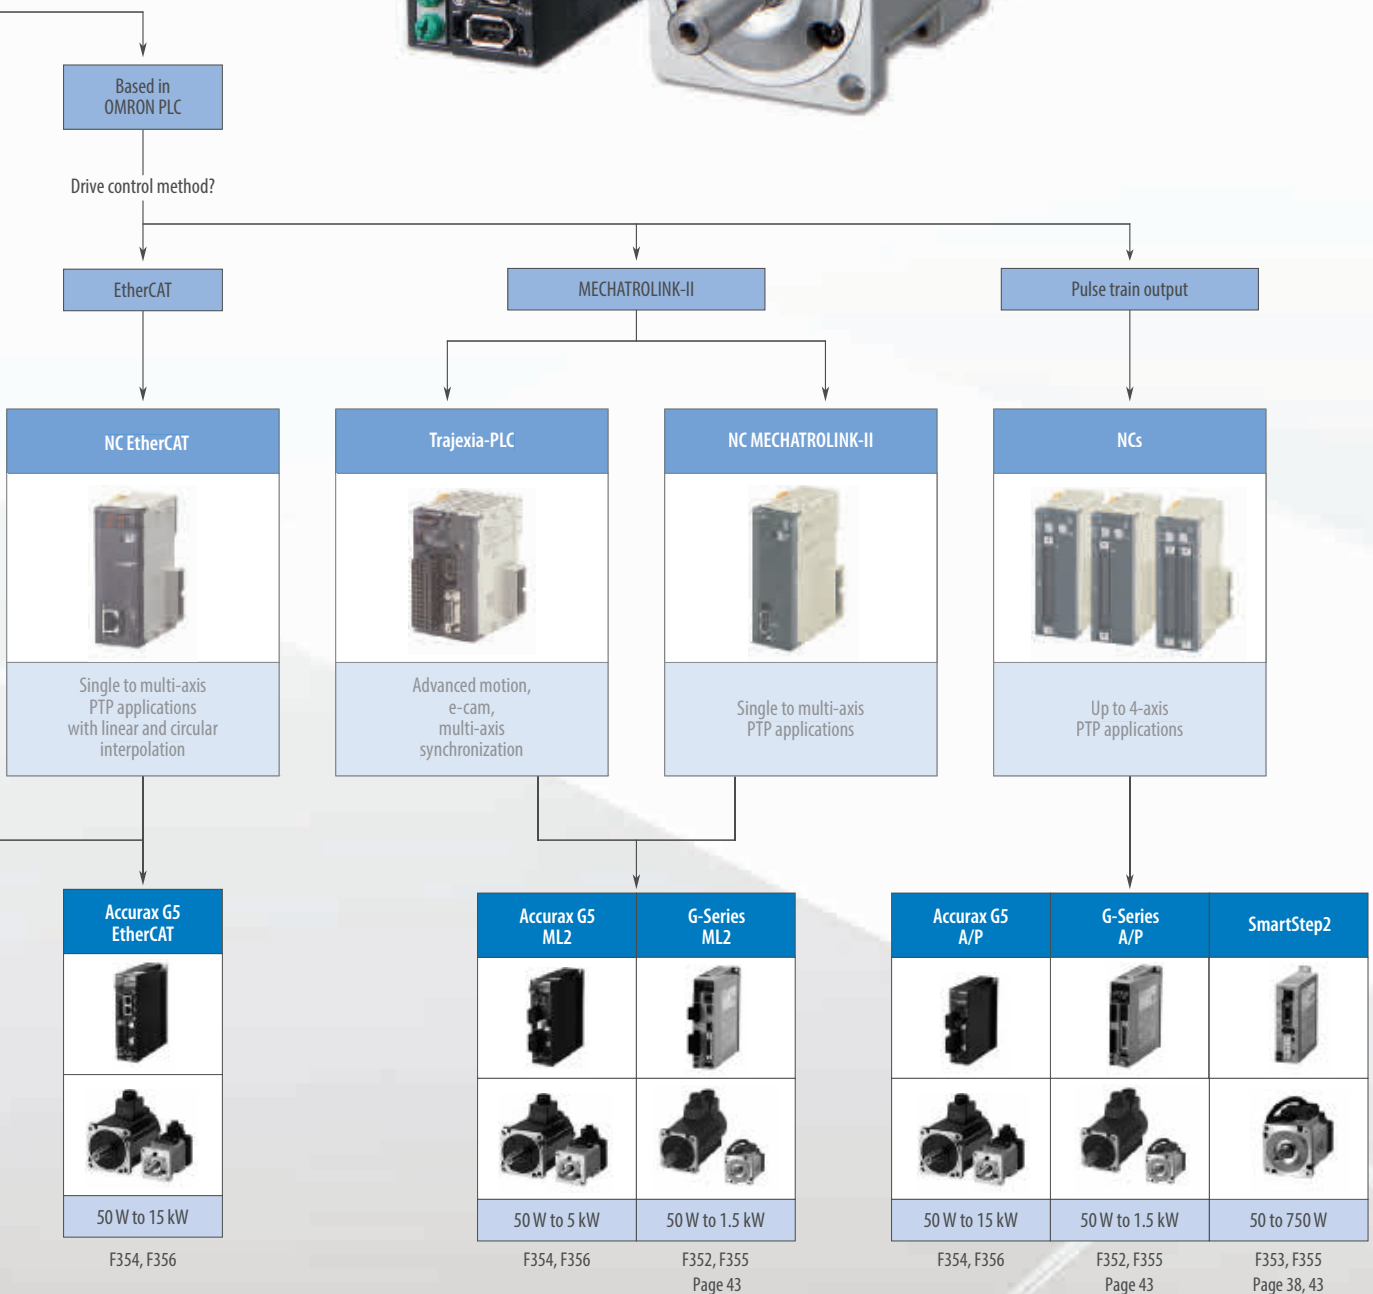 Based in
OMRON PLC
Drive control method?
EtherCAT
MECHATROLINK-II
Pulse train output
NC EtherCAT
Trajexia-PLC
NC MECHATROLINK-II
NCs
Single to multi-axis
PTP applications
with linear and circular
interpolation
Advanced motion,
e-cam,
multi-axis
synchronization
Single to multi-axis
PTP applications
Up to 4-axis
PTP applications
Accurax G5
EtherCAT
Accurax G5
ML2
G-Series
ML2
Accurax G5
A/P
G-Series
A/P
SmartStep2
50 W to 15 kW
50 W to 5 kW
50 W to 1.5 kW
50 W to 15 kW
50 W to 1.5 kW
50 to 750 W
F354, F356
F354, F356
F352, F355
Page 43
F354, F356
F352, F355
Page 43
F353, F355
Page 38, 43